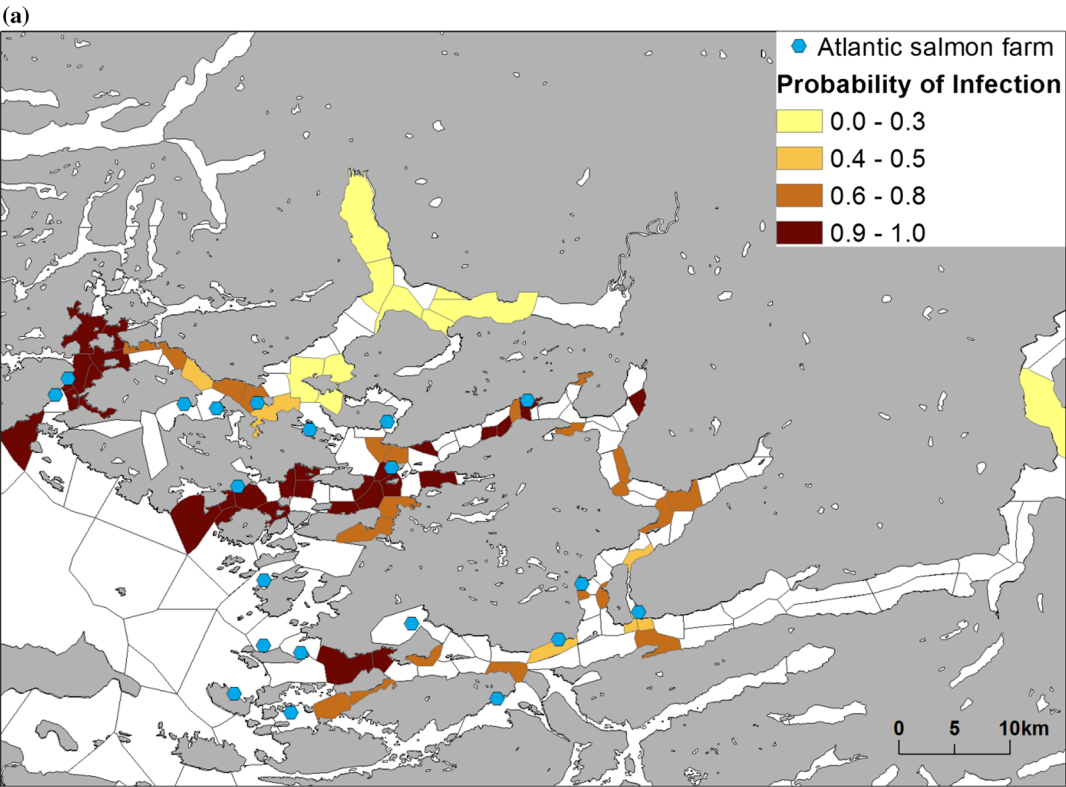 (a)
Atlantic salmon farm
Probability of Infection
0.0 - 0.3
0.4 - 0.5
0.6 - 0.8
0.9 - 1.0
0 5 10km